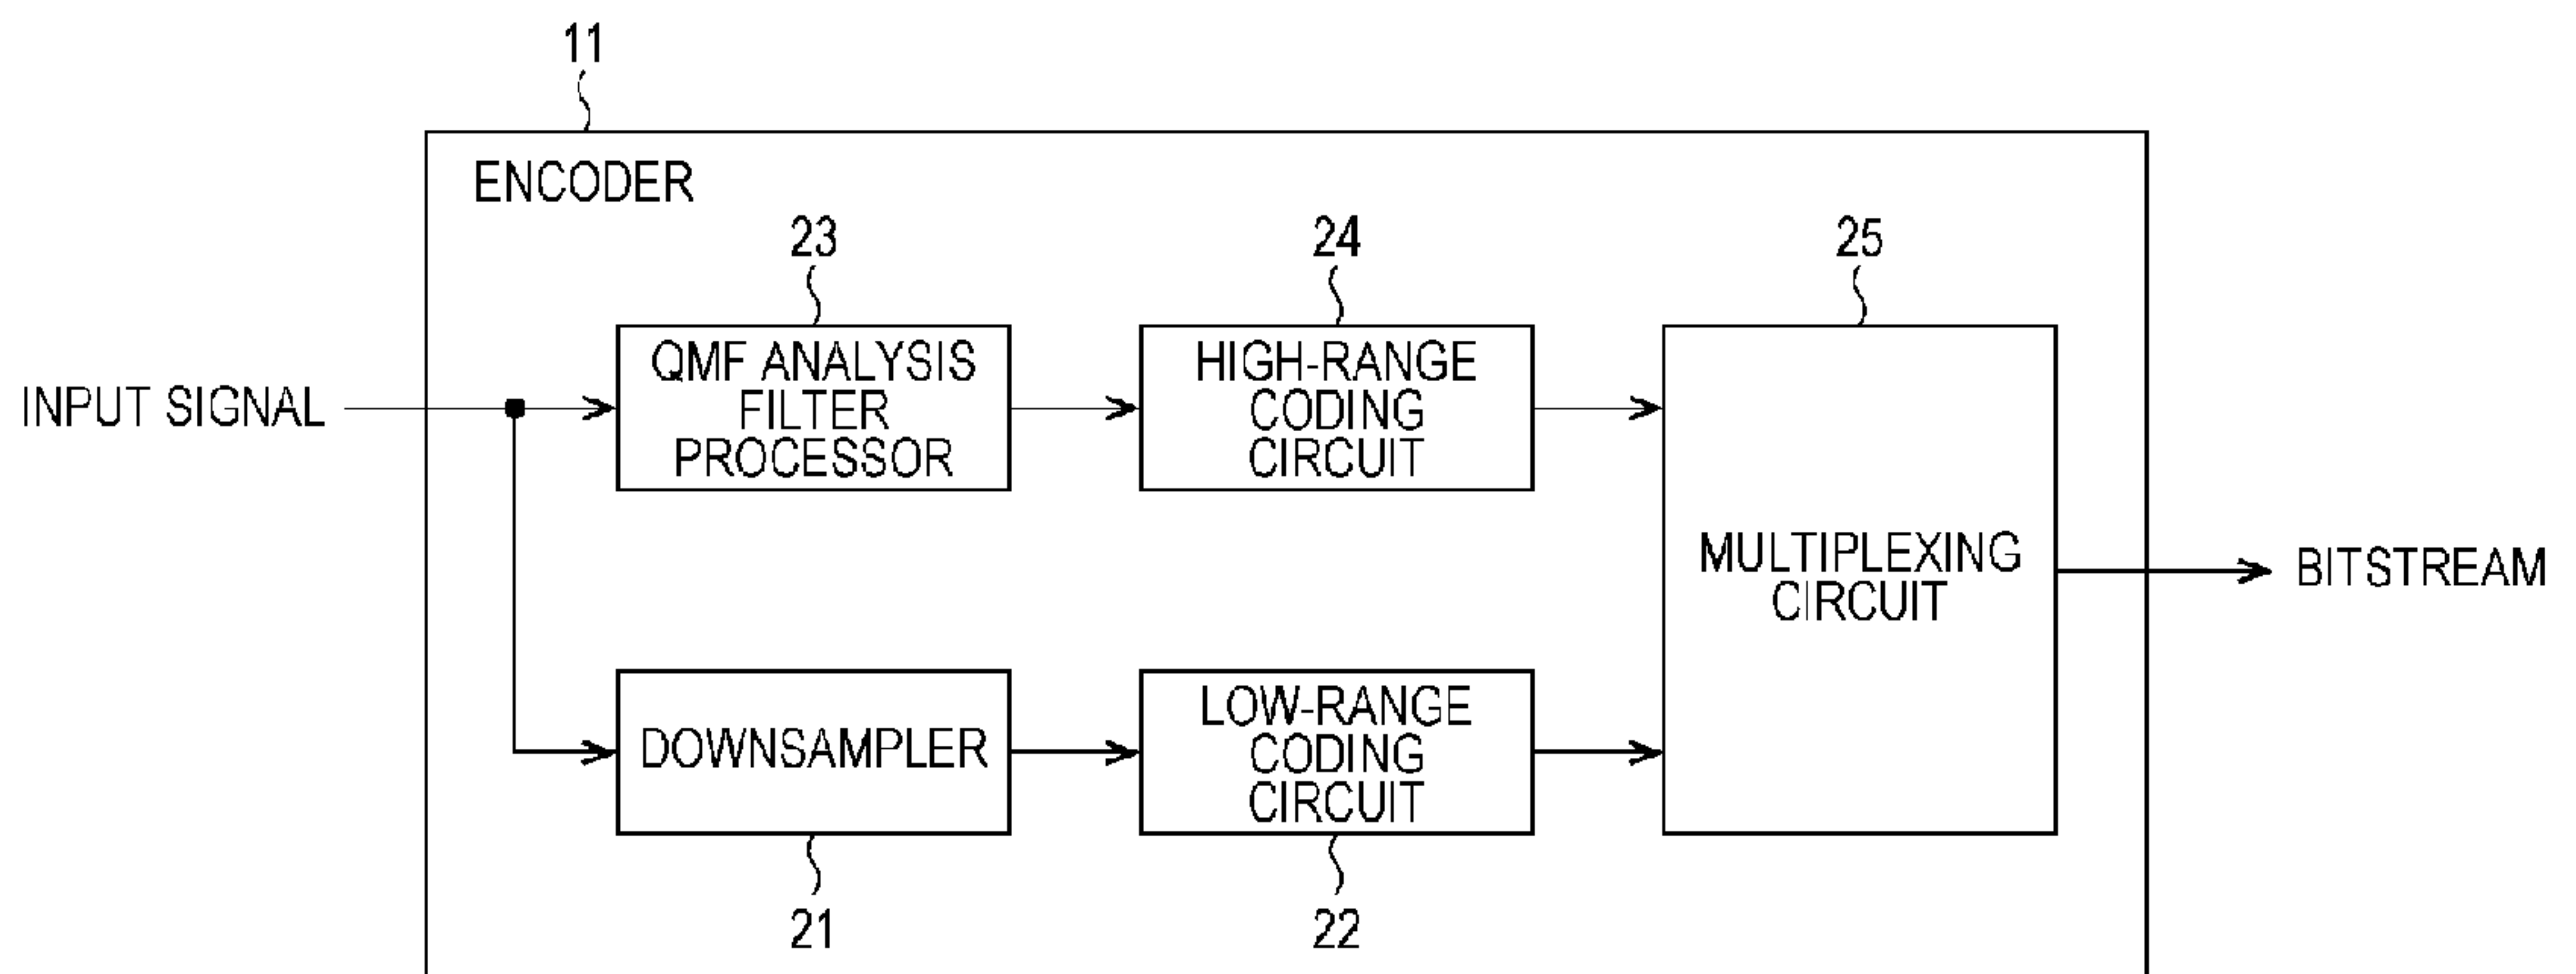 11
ENCODER
23
24
25
INPUT SIGNAL
QMF ANALYSIS
FILTER
PROCESSOR
HIGH-RANGE
CODING
CIRCUIT
MULTIPLEXING
CIRCUIT
BITSTREAM
DOWNSAMPLER
LOW-RANGE
CODING
CIRCUIT
21
22